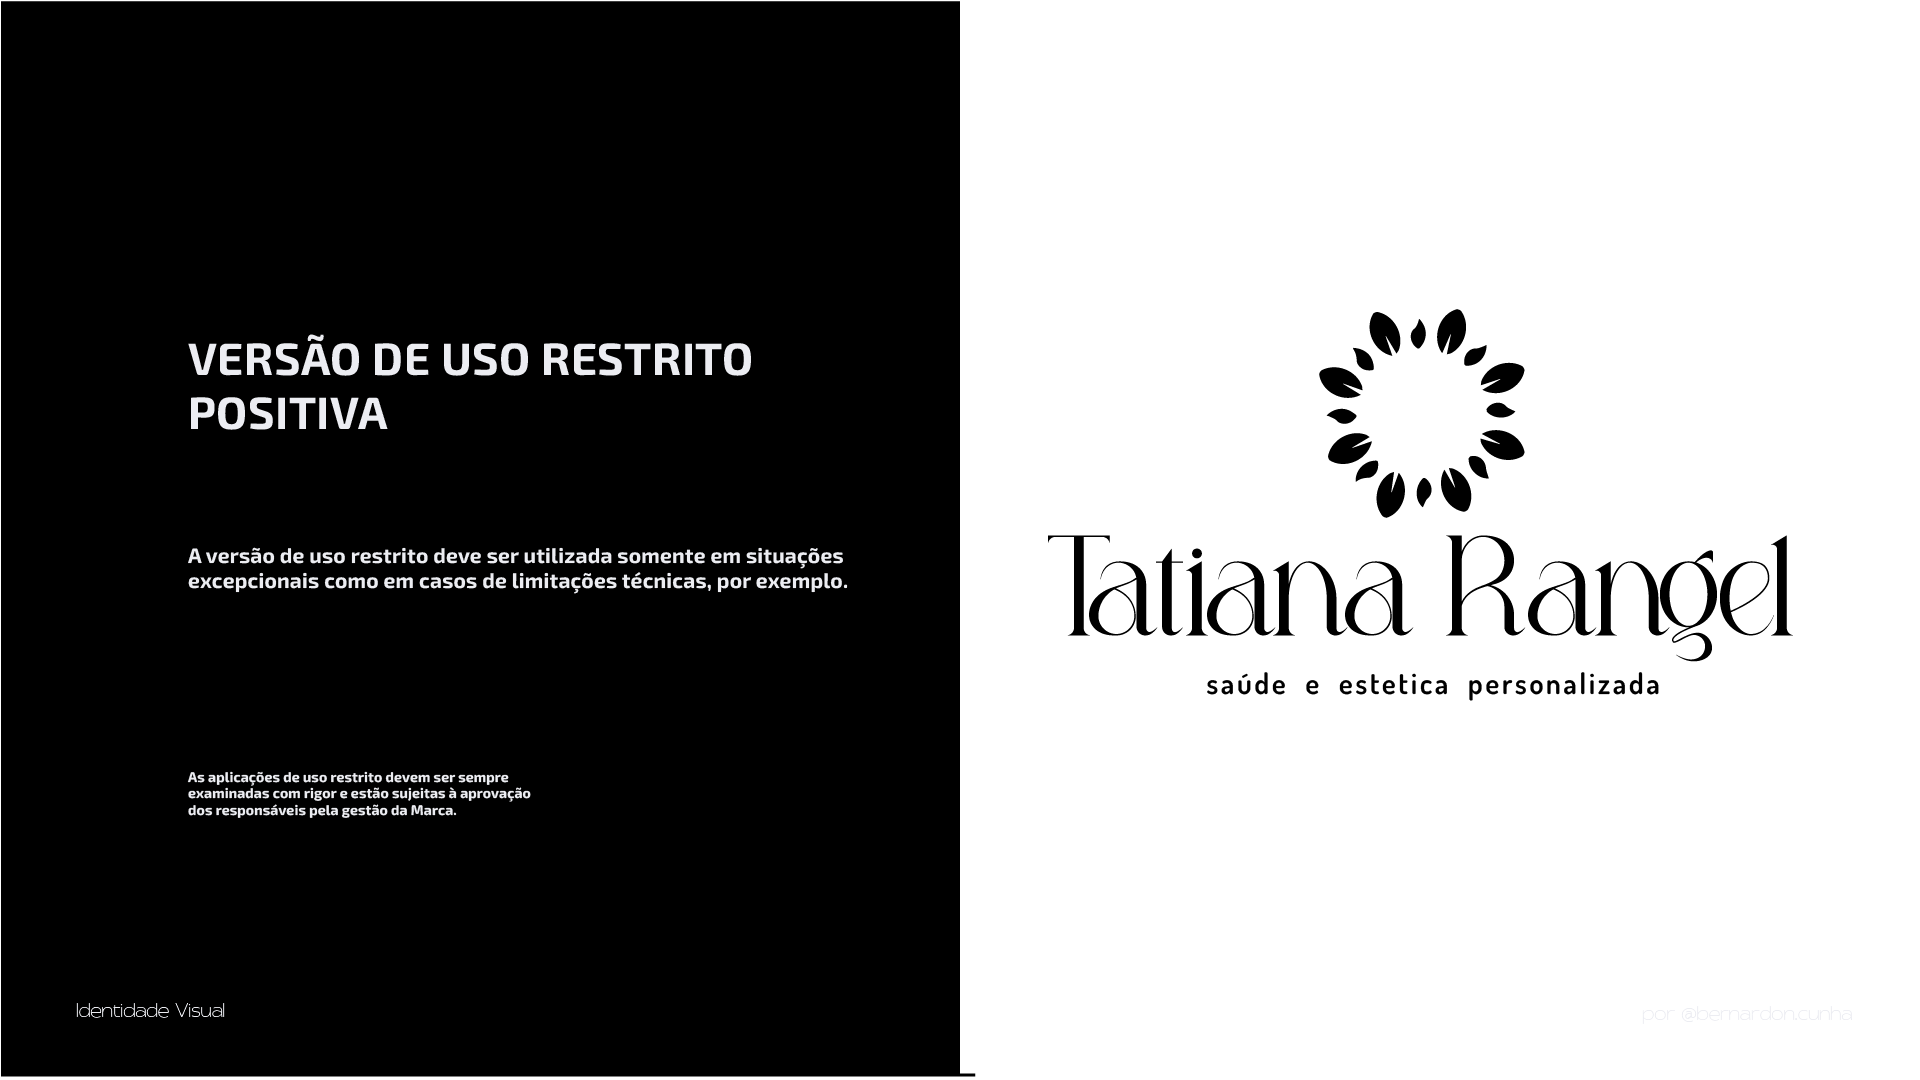 VERSÃO DE USO RESTRITO
POSITIVA
A versão de uso restrito deve ser utilizada somente em situações
excepcionais como em casos de limitações técnicas, por exemplo.
As aplicações de uso restrito devem ser sempre
examinadas com rigor e estão sujeitas à aprovação
dos responsáveis pela gestão da Marca.
Identidade Visual
Tatiana Rangel
saúde e estetica personalizada
por @bernardon.cunha